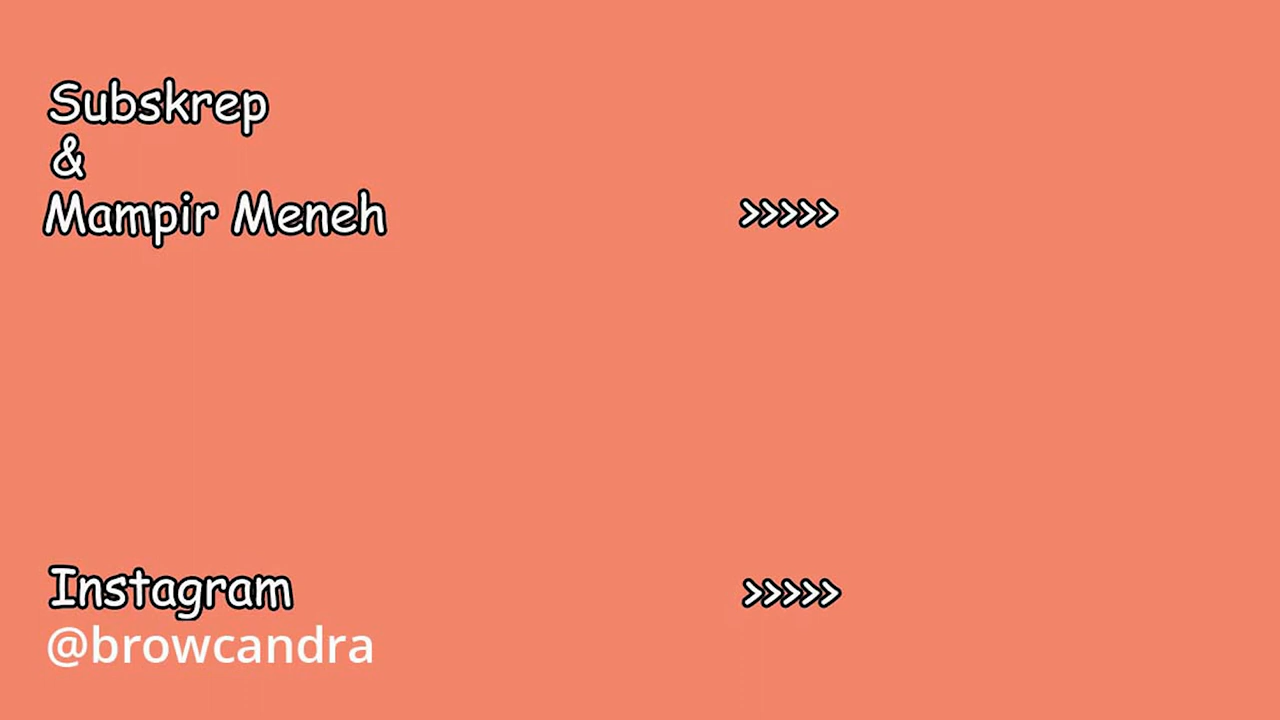 Subskrep
&
Mampir Meneh
>>>>>
Instagram
>>>>>
@browcandra